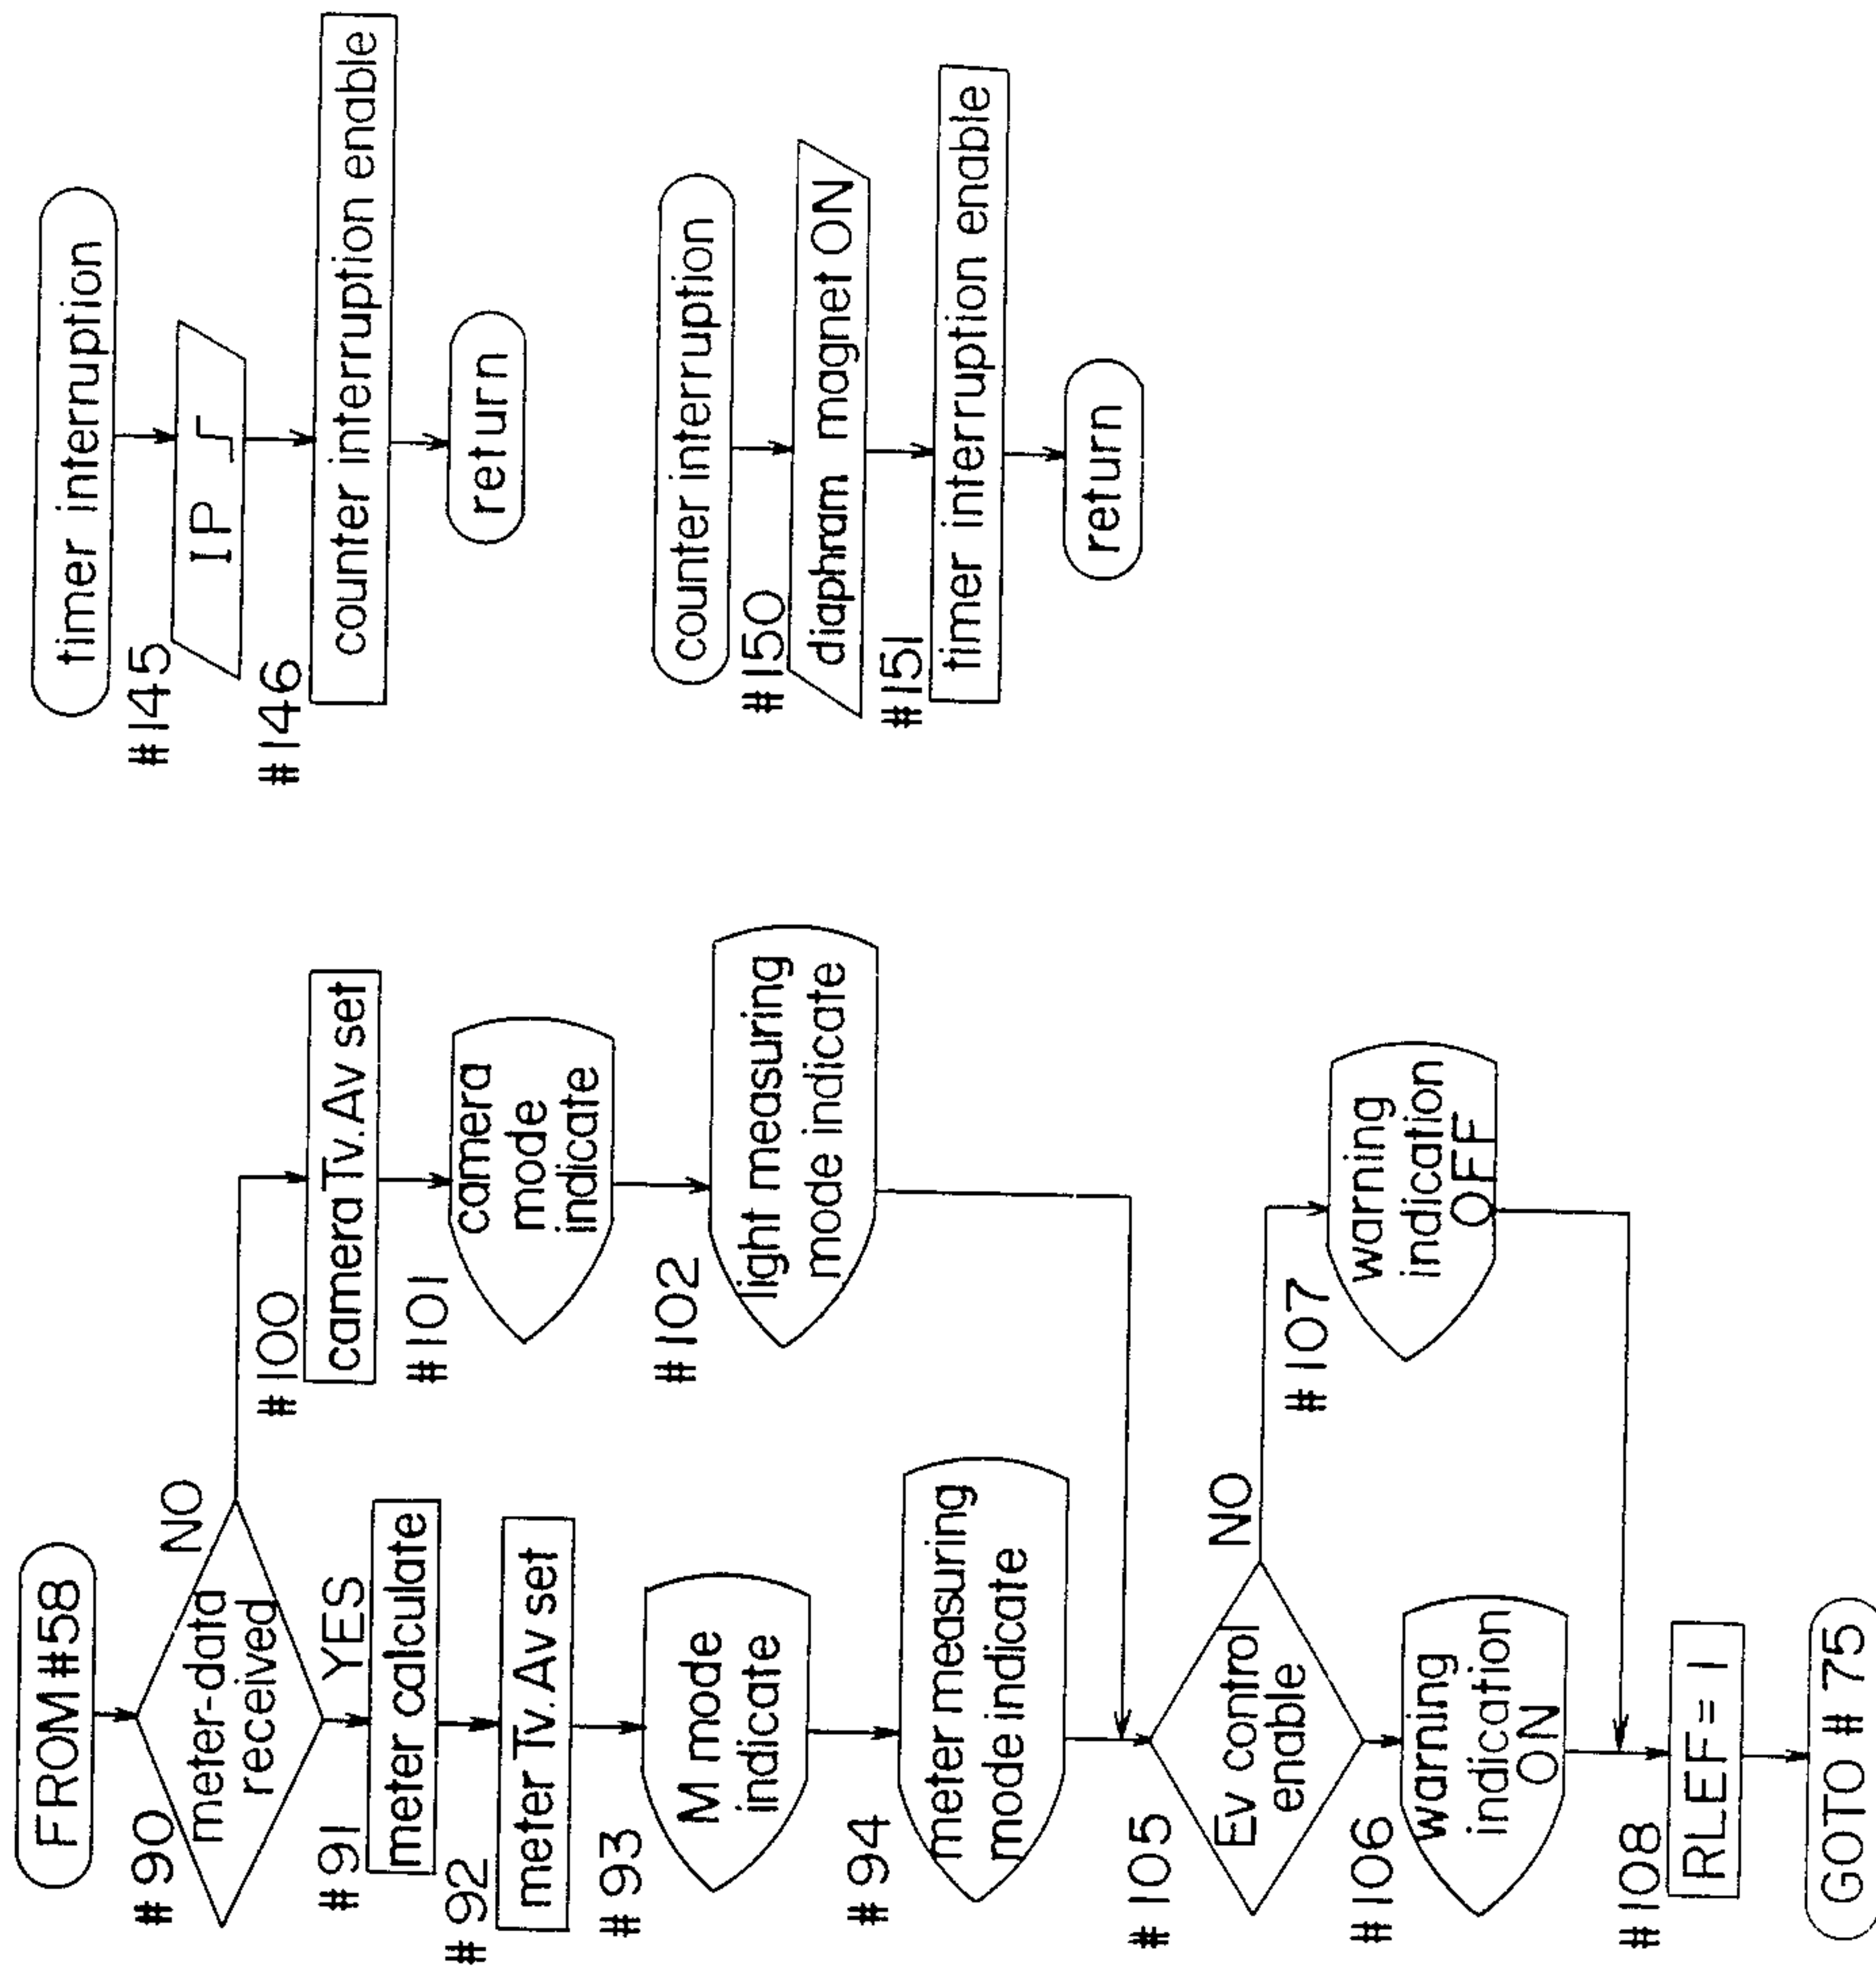 FROM #58
#90
meter-data
received
NO
YES
#91
meter calculate
#92
meter Tv.Av set
#93
M mode
indicate
#94
meter measuring
mode indicate
#100
camera Tv.Av set
#101
camera
mode
indicate
#102
light measuring
mode indicate
#105
Ev control
enable
NO
#106
warning
indication
ON
#107
warning
indication
OFF
#108
RLEF=1
GOTO #75
timer interruption
#145
IP
#146
counter interruption enable
return
counter interruption
#150
diaphram magnet ON
#151
timer interruption enable
return